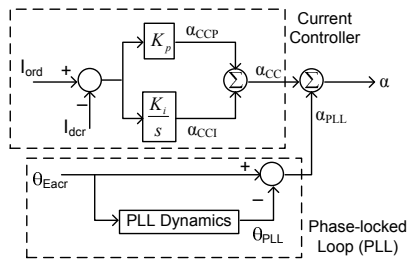 Current
Controller
K_p
α_CCP
I_ord
+
−
I_dcr
K_i
s
α_CCI
Σ
α_CC
Σ
α
α_PLL
θ_Eacr
+
−
PLL Dynamics
θ_PLL
Phase-locked
Loop (PLL)